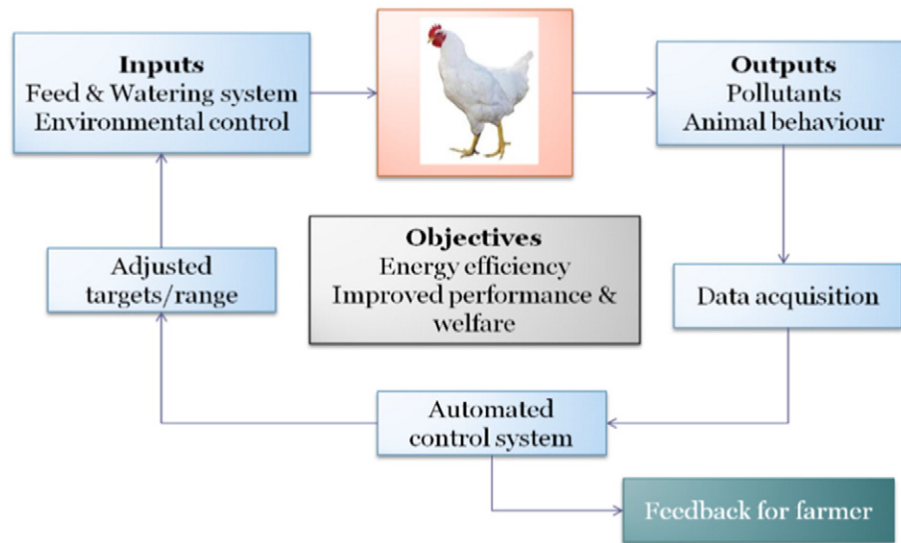 Inputs
Feed & Watering system
Environmental control
Outputs
Pollutants
Animal behaviour
Objectives
Energy efficiency
Improved performance &
welfare
Adjusted
targets/range
Data acquisition
Automated
control system
Feedback for farmer